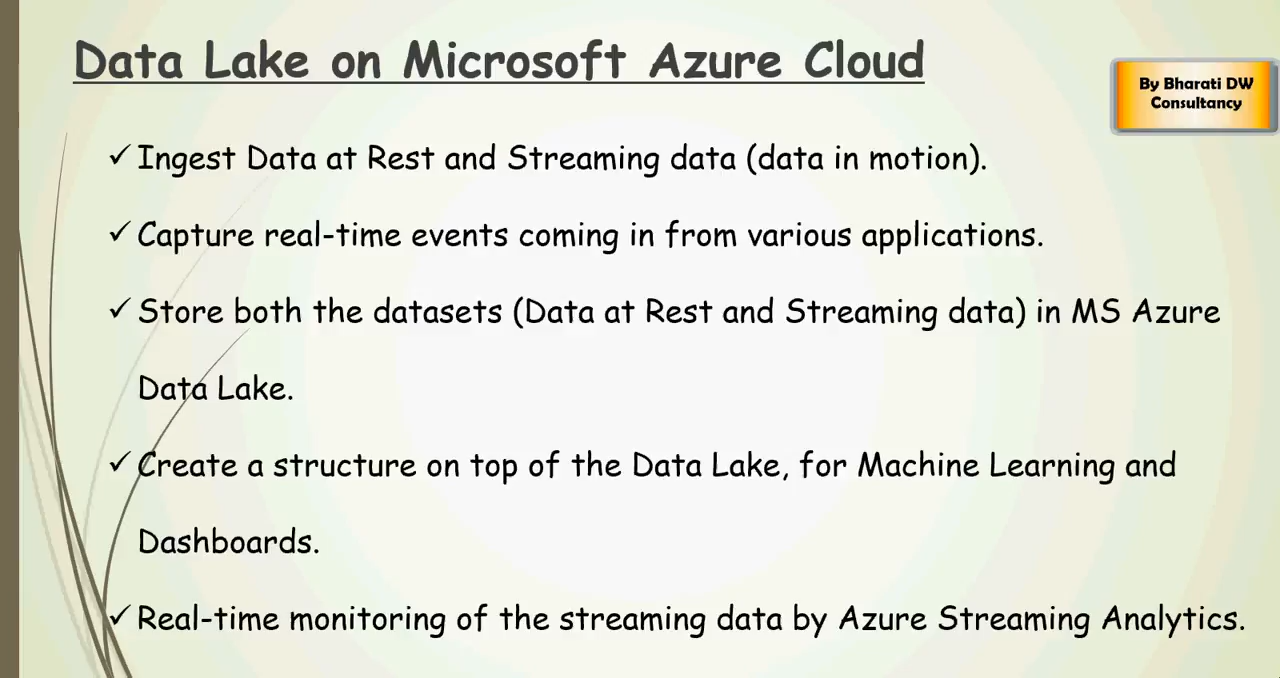 Data Lake on Microsoft Azure Cloud
By Bharati DW
Consultancy
✓ Ingest Data at Rest and Streaming data (data in motion).
✓ Capture real-time events coming in from various applications.
✓ Store both the datasets (Data at Rest and Streaming data) in MS Azure
Data Lake.
✓ Create a structure on top of the Data Lake, for Machine Learning and
Dashboards.
✓ Real-time monitoring of the streaming data by Azure Streaming Analytics.